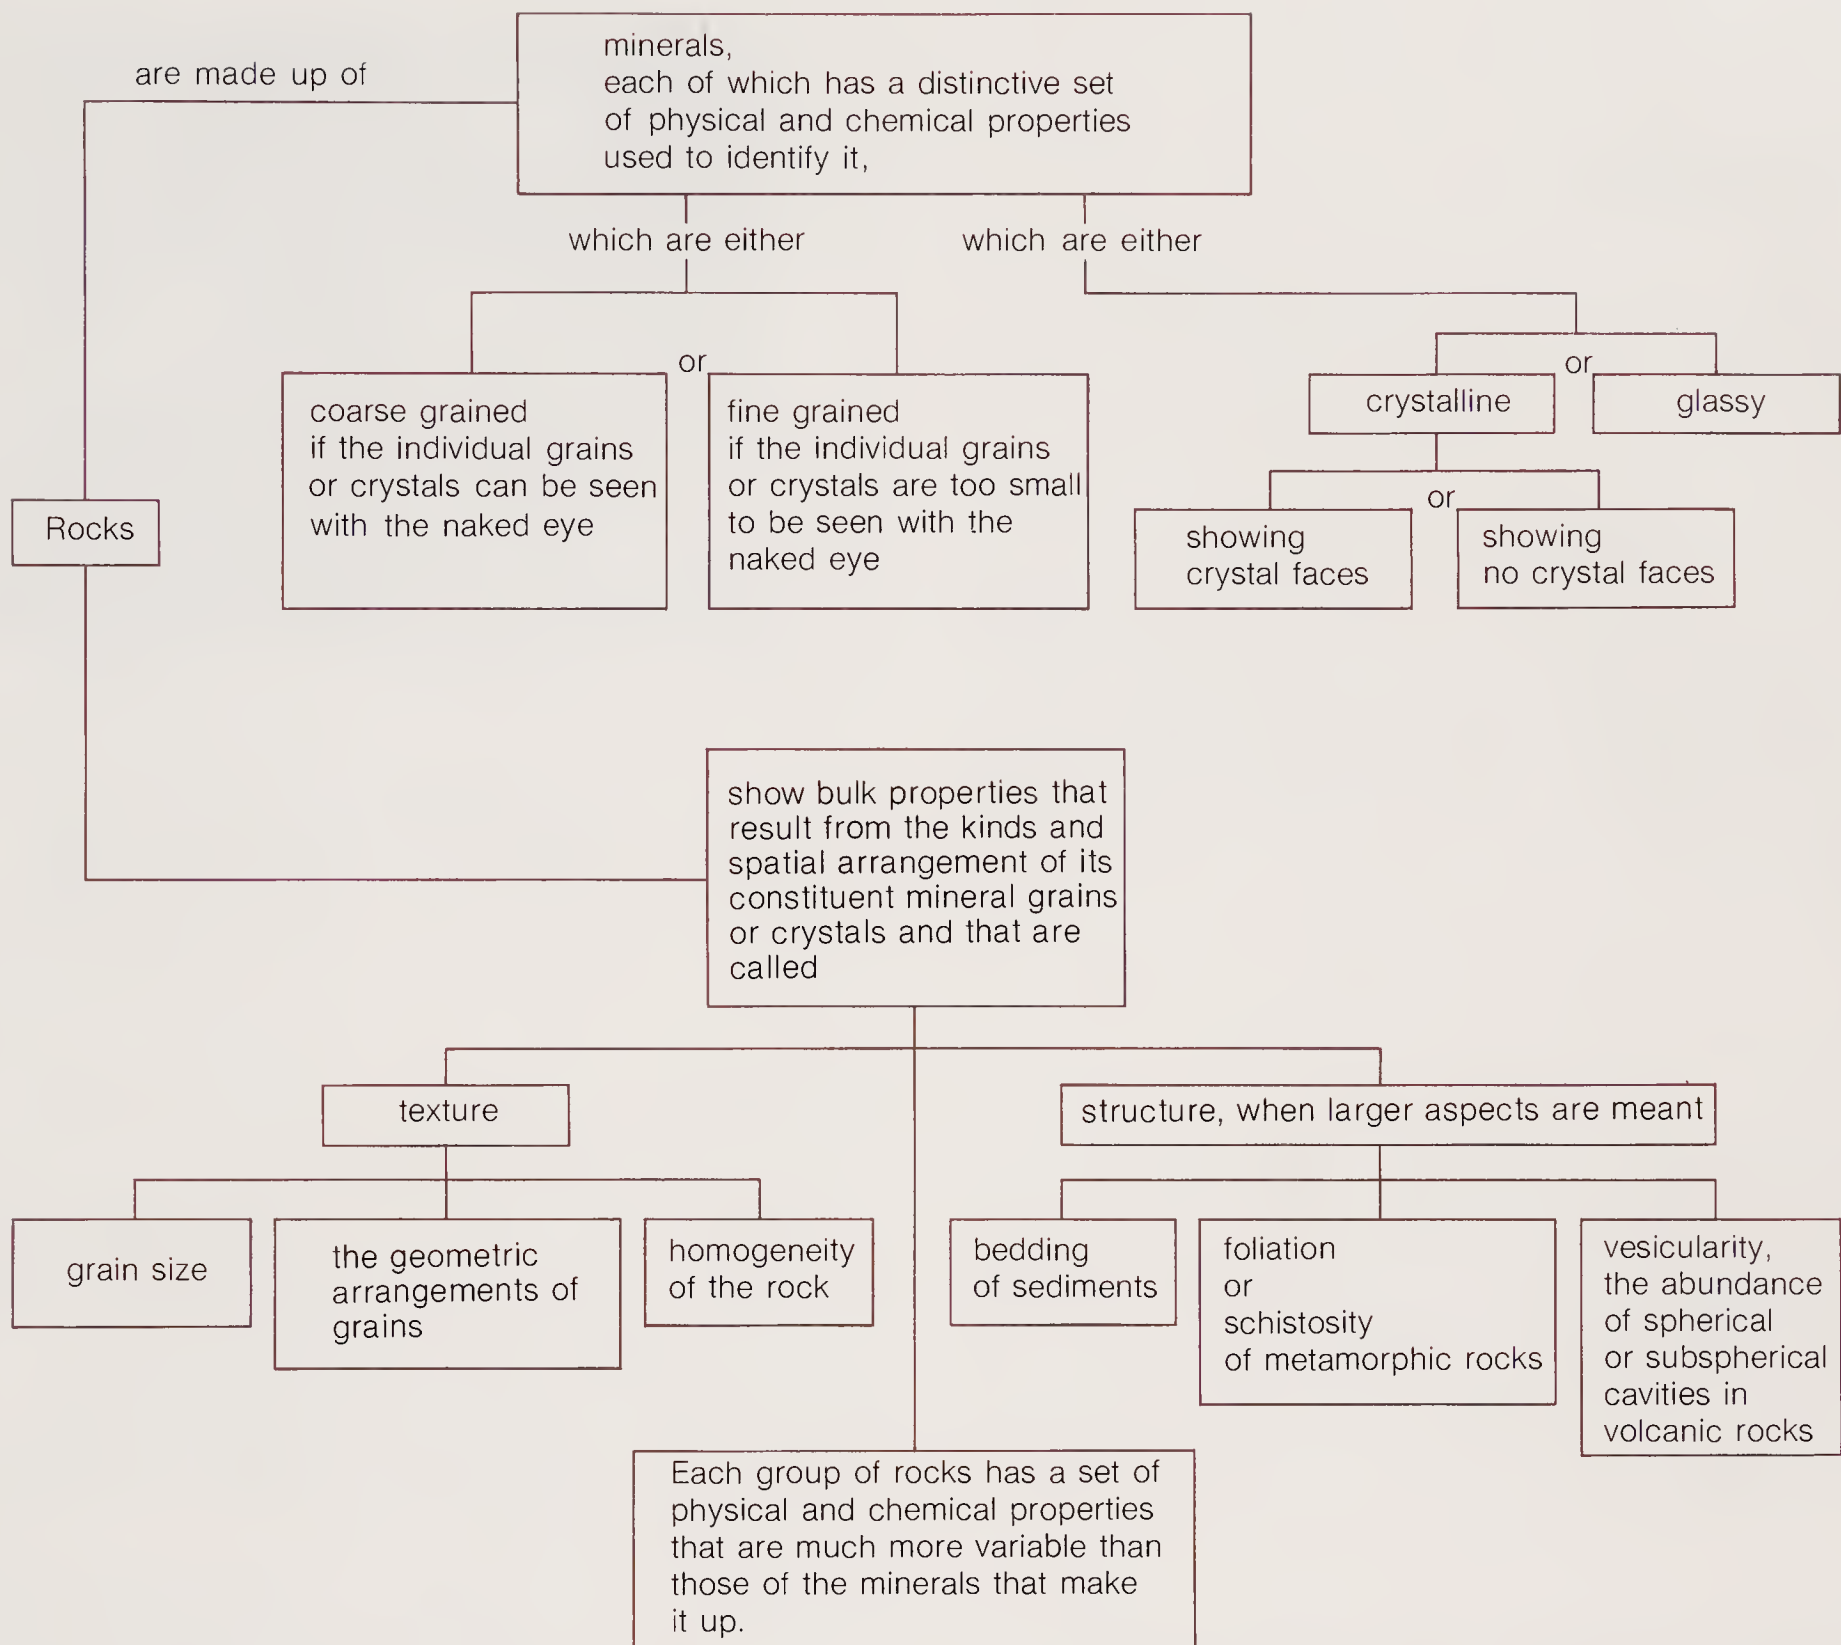 are made up of
minerals,
each of which has a distinctive set
of physical and chemical properties
used to identify it,
which are either
which are either
or
coarse grained
if the individual grains
or crystals can be seen
with the naked eye
fine grained
if the individual grains
or crystals are too small
to be seen with the
naked eye
or
crystalline
glassy
or
showing
crystal faces
showing
no crystal faces
Rocks
show bulk properties that
result from the kinds and
spatial arrangement of its
constituent mineral grains
or crystals and that are
called
texture
structure, when larger aspects are meant
grain size
the geometric
arrangements of
grains
homogeneity
of the rock
bedding
of sediments
foliation
or
schistosity
of metamorphic rocks
vesicularity,
the abundance
of spherical
or subspherical
cavities in
volcanic rocks
Each group of rocks has a set of
physical and chemical properties
that are much more variable than
those of the minerals that make
it up.